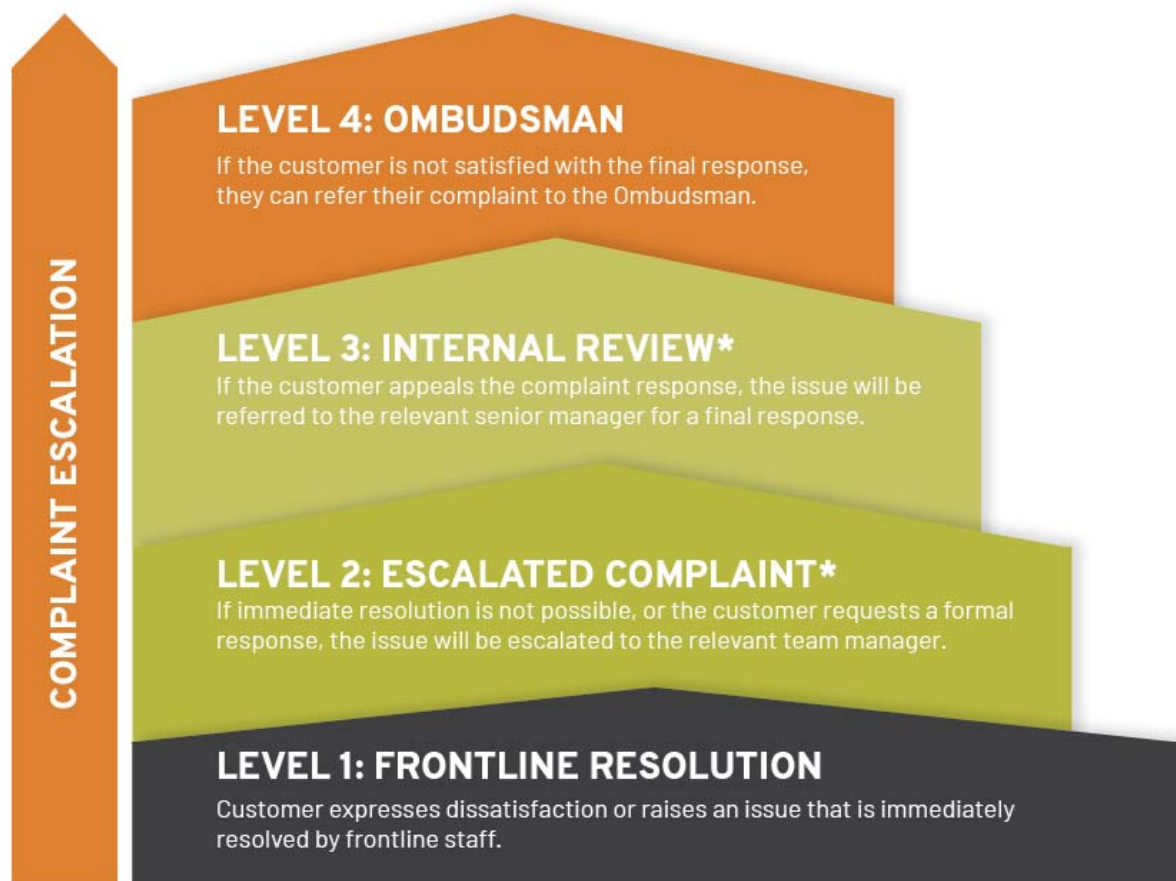 COMPLAINT ESCALATION
LEVEL 4: OMBUDSMAN
If the customer is not satisfied with the final response,
they can refer their complaint to the Ombudsman.
LEVEL 3: INTERNAL REVIEW*
If the customer appeals the complaint response, the issue will be
referred to the relevant senior manager for a final response.
LEVEL 2: ESCALATED COMPLAINT*
If immediate resolution is not possible, or the customer requests a formal
response, the issue will be escalated to the relevant team manager.
LEVEL 1: FRONTLINE RESOLUTION
Customer expresses dissatisfaction or raises an issue that is immediately
resolved by frontline staff.